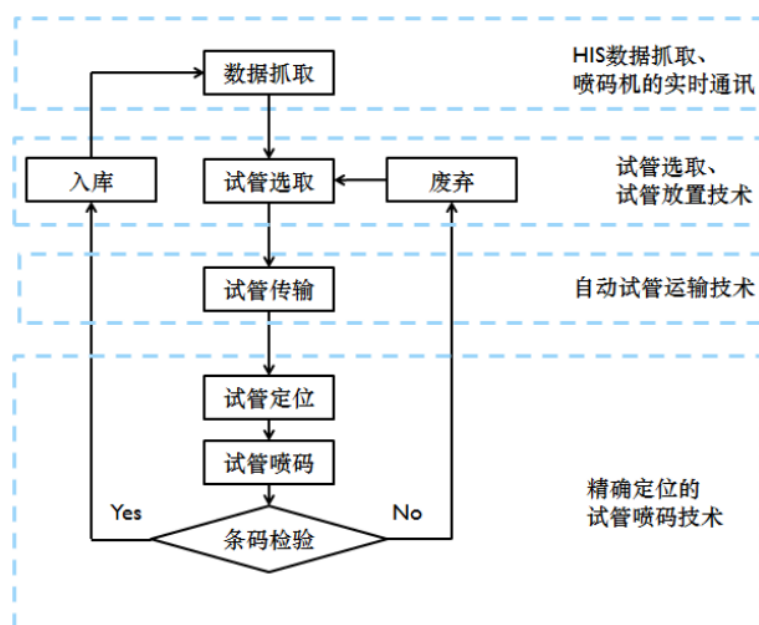 数据抓取
HIS数据抓取、
喷码机的实时通讯
入库
试管选取
废弃
试管选取、
试管放置技术
试管传输
自动试管运输技术
试管定位
试管喷码
精确定位的
试管喷码技术
Yes
No
条码检验